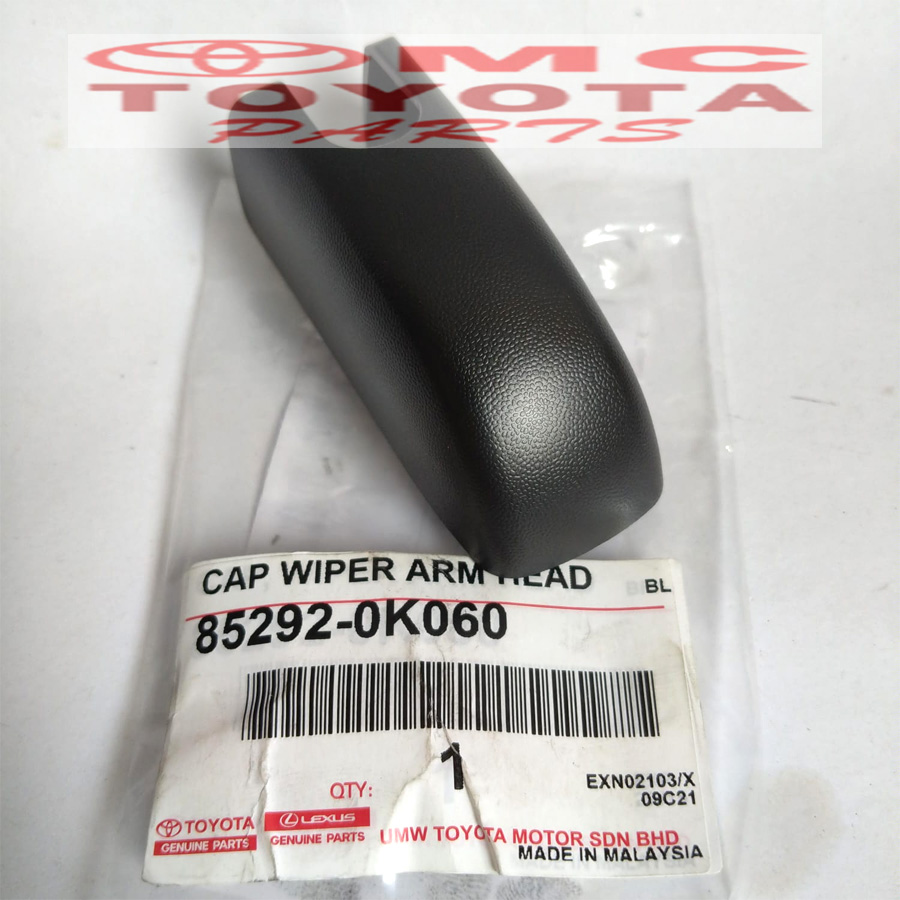 OMC
TOYOTA
PARTS
CAP WIPER ARM HEAD
BL
85292-0K060
QTY: 1
EXN02103/X
09C21
TOYOTA
GENUINE PARTS
LEXUS
GENUINE PARTS
UMW TOYOTA MOTOR SDN BHD
MADE IN MALAYSIA